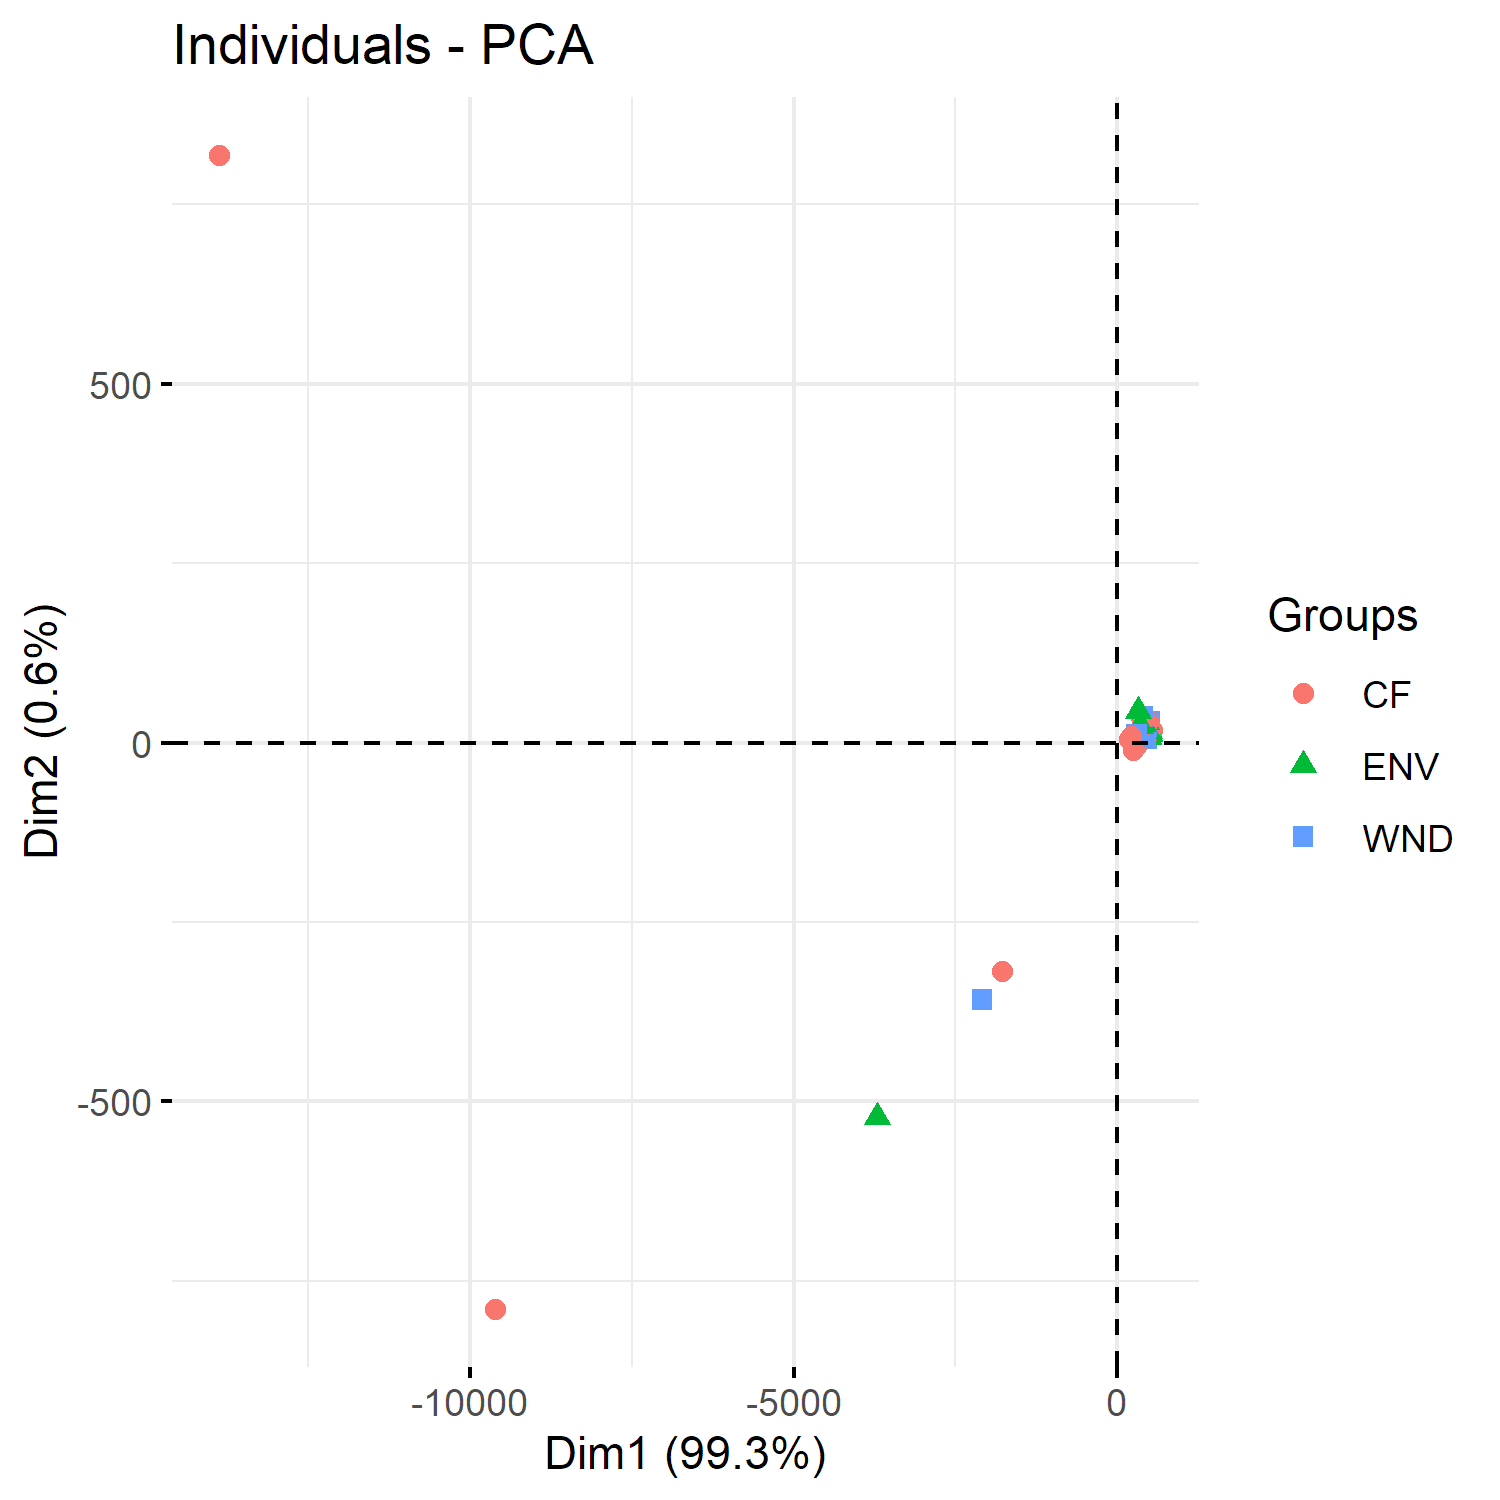 Individuals - PCA
500
0
-500
Dim2 (0.6%)
-10000
-5000
0
Dim1 (99.3%)
Groups
CF
ENV
WND